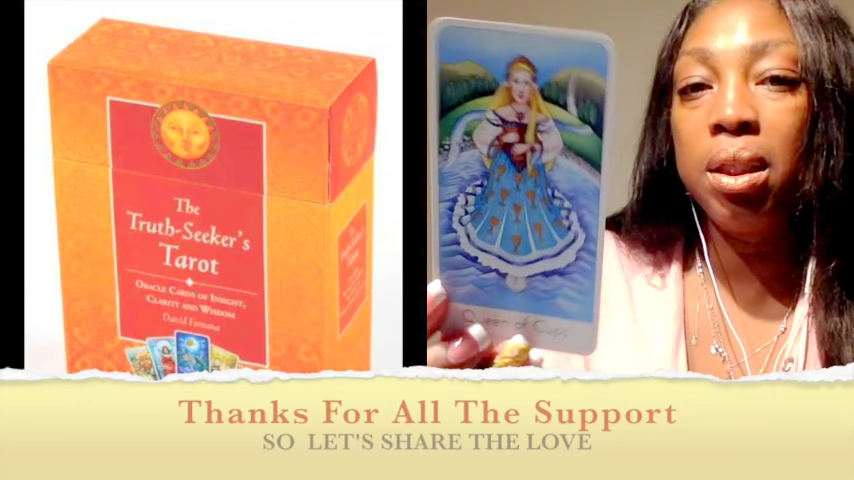 The
Truth-Seeker's
Tarot
Oracle Cards of Insight,
Clarity and Wisdom
David Fontana
Queen of Cups
Thanks For All The Support
SO LET'S SHARE THE LOVE